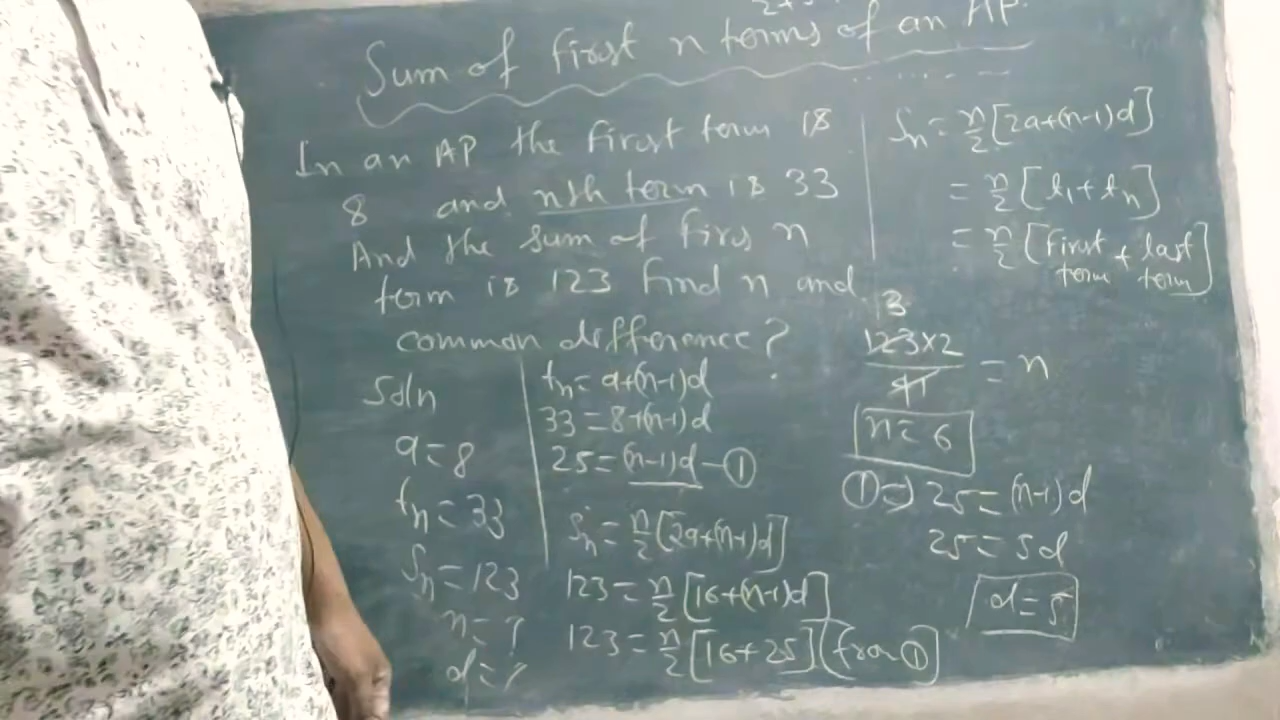 Sum of first n terms of an AP.
In an AP the first term is
8 and nth term is 33
And the sum of firs n
term is 123 find n and
common difference?
Soln
a=8
tn=33
Sn=123
n=?
d=?
tn=a+(n-1)d
33=8+(n-1)d
25=(n-1)d-①
Sn=n/2[2a+(n-1)d]
123=n/2[16+(n-1)d]
123=n/2[16+25](from①)
Sn=n/2[2a+(n-1)d]
=n/2[t1+tn]
=n/2[first term + last term]
3
123×2/41=n
n=6
①⇒25=(n-1)d
25=5d
d=5